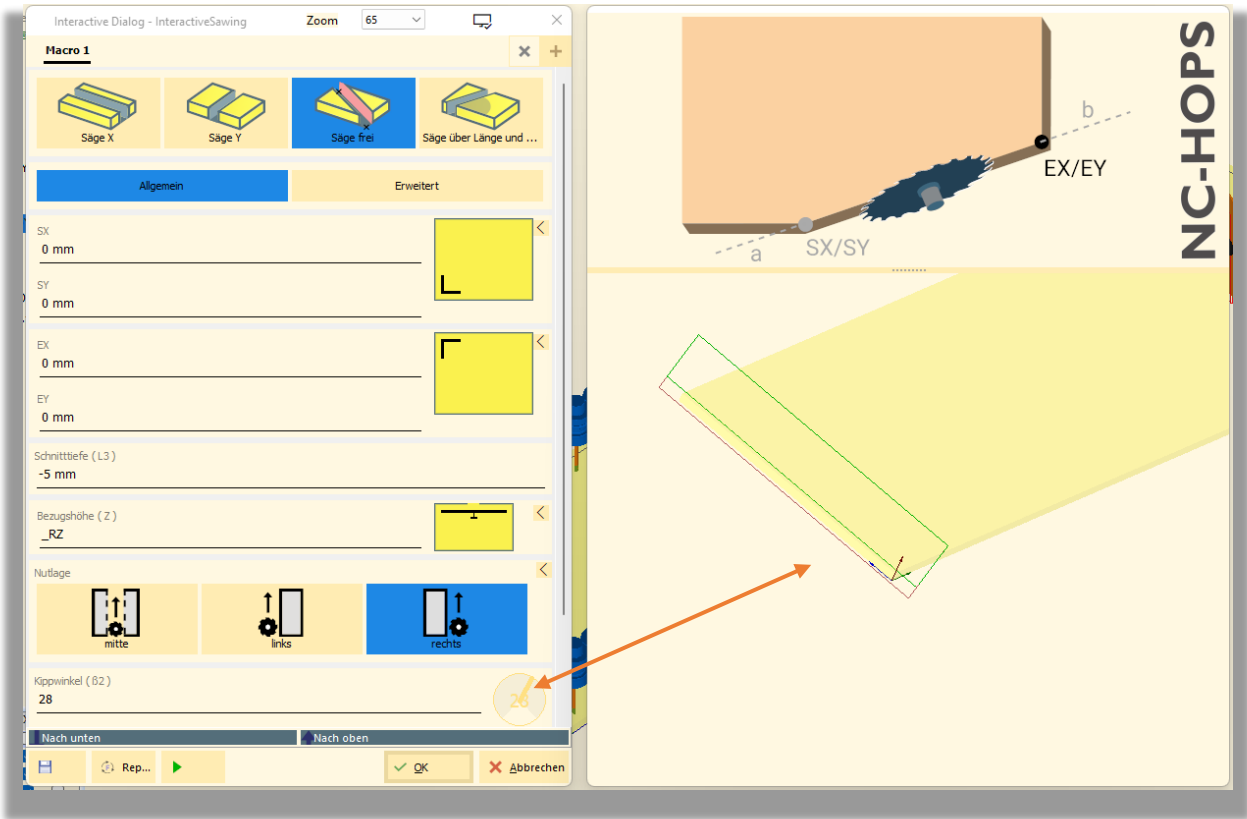 Interactive Dialog - InteractiveSawing
Zoom
65
Macro 1
Säge X
Säge Y
Säge frei
Säge über Länge und ...
Allgemein
Erweitert
SX
0 mm
SY
0 mm
EX
0 mm
EY
0 mm
Schnitttiefe ( L3 )
-5 mm
Bezugshöhe ( Z )
_RZ
Nutlage
mitte
links
rechts
Kippwinkel ( ß2 )
28
28
Nach unten
Nach oben
Rep...
OK
Abbrechen
b
EX/EY
SX/SY
a
NC-HOPS